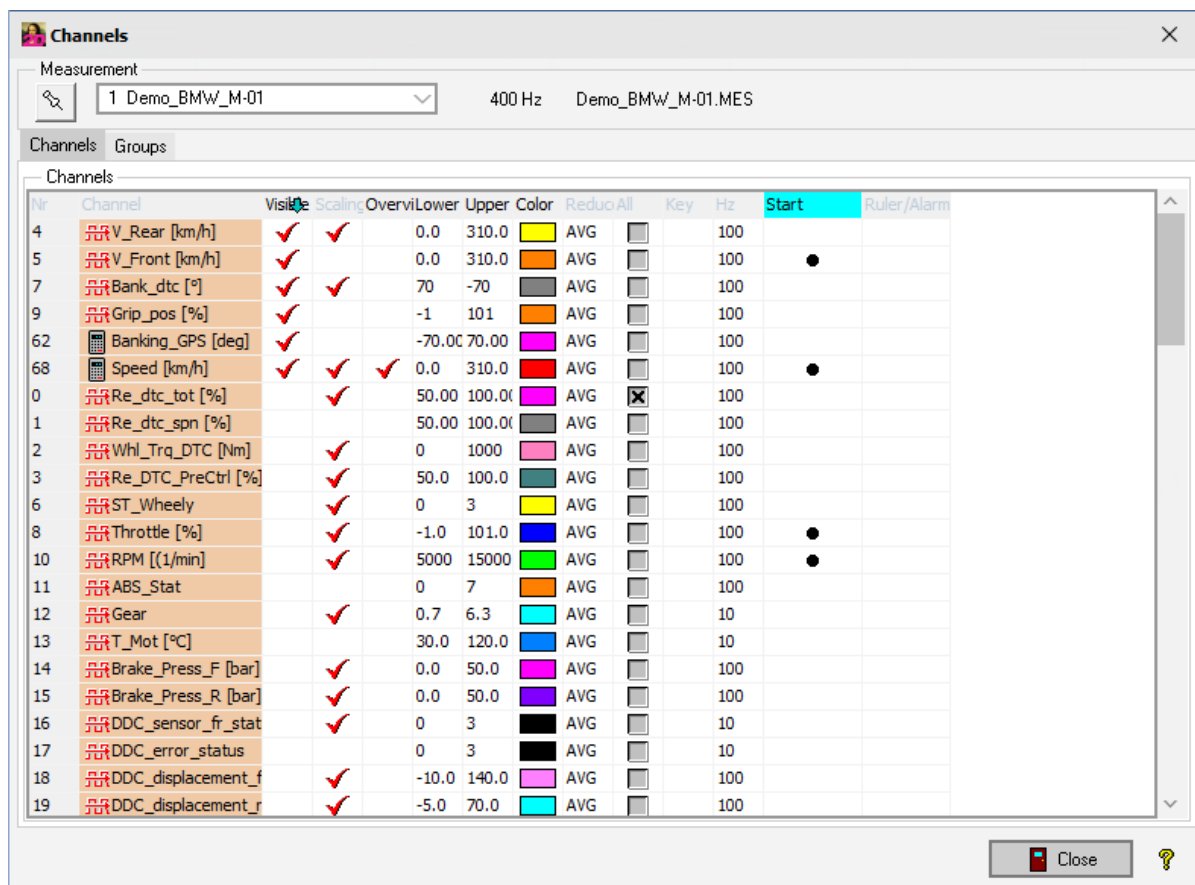 Channels
Measurement
1 Demo_BMW_M-01 400 Hz Demo_BMW_M-01.MES
Channels Groups
Channels
Nr Channel Visible Scaling Overvi Lower Upper Color Reduc All Key Hz Start Ruler/Alarm
4 V_Rear [km/h] 0.0 310.0 AVG 100
5 V_Front [km/h] 0.0 310.0 AVG 100
7 Bank_dtc [º] 70 -70 AVG 100
9 Grip_pos [%] -1 101 AVG 100
62 Banking_GPS [deg] -70.00 70.00 AVG 100
68 Speed [km/h] 0.0 310.0 AVG 100
0 Re_dtc_tot [%] 50.00 100.0( AVG 100
1 Re_dtc_spn [%] 50.00 100.0( AVG 100
2 Whl_Trq_DTC [Nm] 0 1000 AVG 100
3 Re_DTC_PreCtrl [%] 50.0 100.0 AVG 100
6 ST_Wheely 0 3 AVG 100
8 Throttle [%] -1.0 101.0 AVG 100
10 RPM [(1/min] 5000 15000 AVG 100
11 ABS_Stat 0 7 AVG 100
12 Gear 0.7 6.3 AVG 10
13 T_Mot [ºC] 30.0 120.0 AVG 10
14 Brake_Press_F [bar] 0.0 50.0 AVG 100
15 Brake_Press_R [bar] 0.0 50.0 AVG 100
16 DDC_sensor_fr_stat 0 3 AVG 10
17 DDC_error_status 0 3 AVG 10
18 DDC_displacement_f -10.0 140.0 AVG 100
19 DDC_displacement_r -5.0 70.0 AVG 100
Close